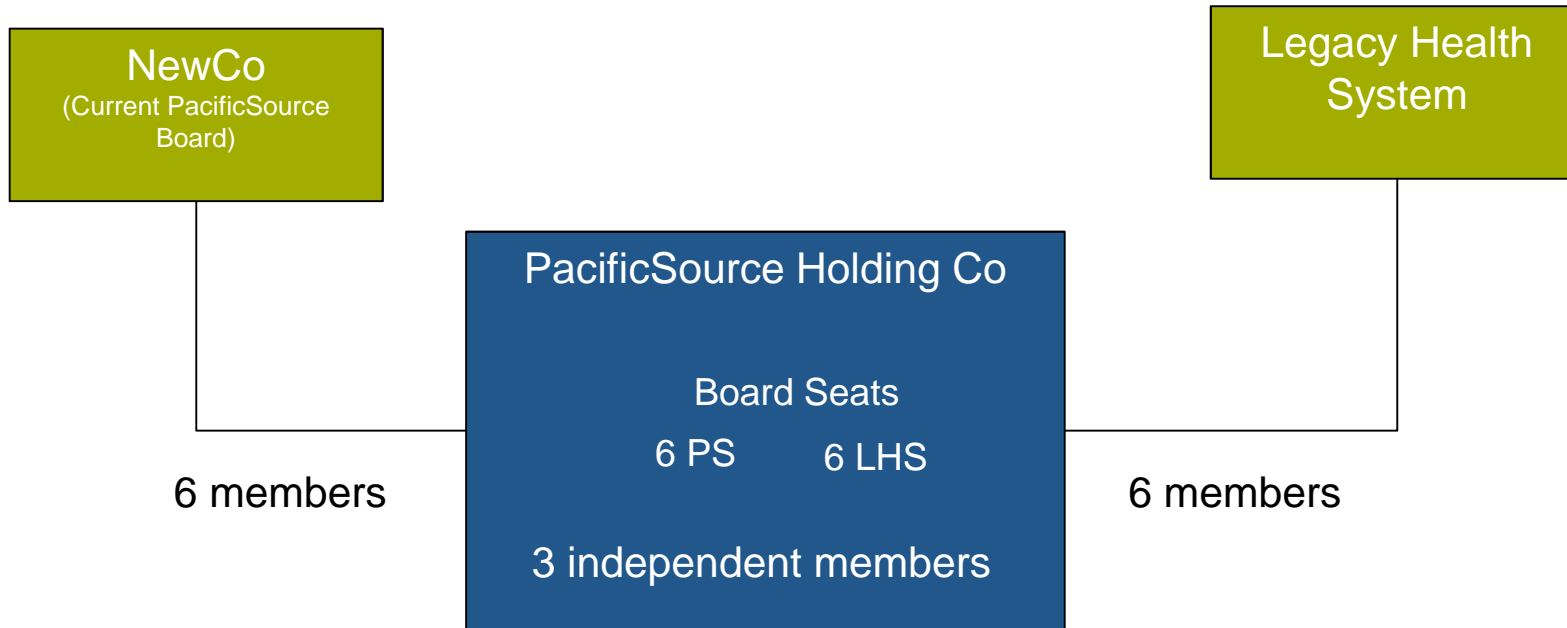 NewCo
(Current PacificSource
Board)
Legacy Health
System
PacificSource Holding Co
Board Seats
6 PS
6 LHS
3 independent members
6 members
6 members